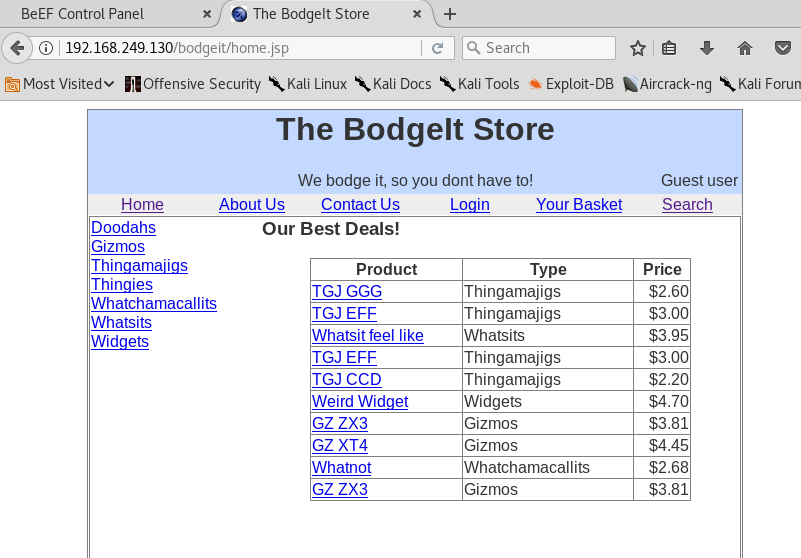 BeEF Control Panel × The BodgeIt Store × +
192.168.249.130/bodgeit/home.jsp Search
Most Visited Offensive Security Kali Linux Kali Docs Kali Tools Exploit-DB Aircrack-ng Kali Forum
The BodgeIt Store
We bodge it, so you dont have to! Guest user
Home About Us Contact Us Login Your Basket Search
Doodahs
Gizmos
Thingamajigs
Thingies
Whatchamacallits
Whatsits
Widgets
Our Best Deals!
Product Type Price
TGJ GGG Thingamajigs $2.60
TGJ EFF Thingamajigs $3.00
Whatsit feel like Whatsits $3.95
TGJ EFF Thingamajigs $3.00
TGJ CCD Thingamajigs $2.20
Weird Widget Widgets $4.70
GZ ZX3 Gizmos $3.81
GZ XT4 Gizmos $4.45
Whatnot Whatchamacallits $2.68
GZ ZX3 Gizmos $3.81